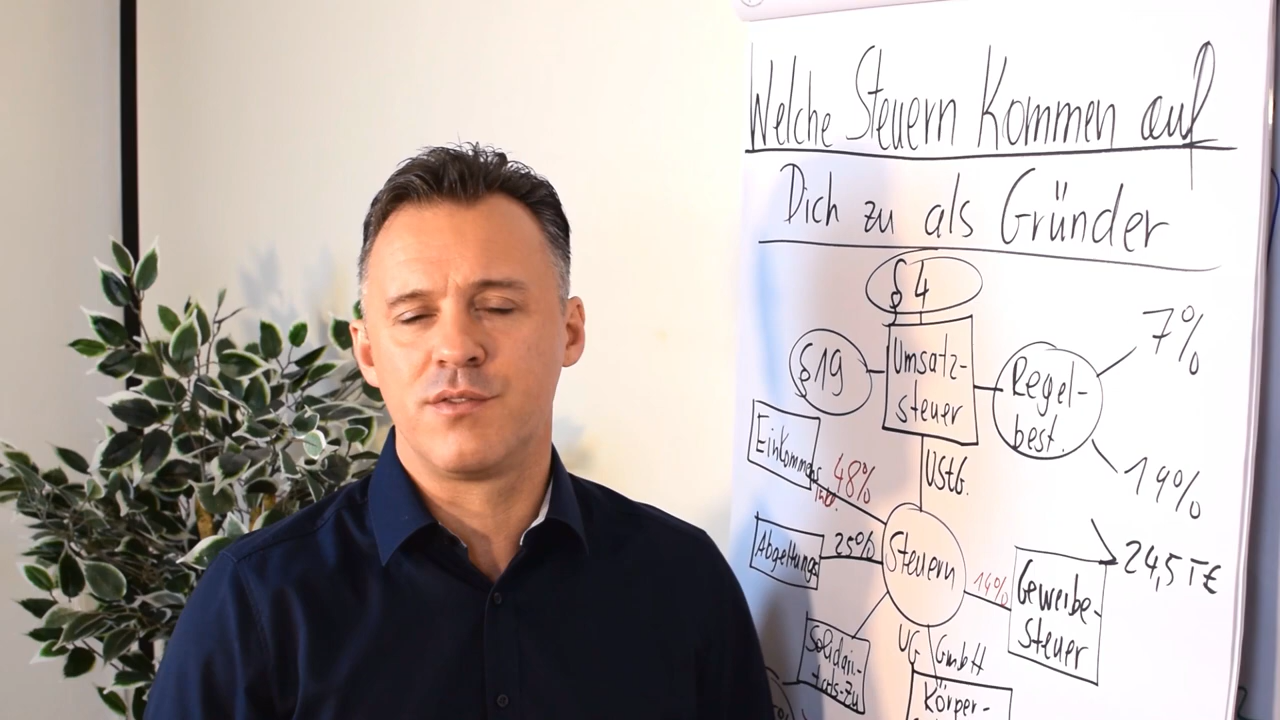 Welche Steuern kommen auf
Dich zu als Gründer
§ 4
§ 19
Umsatz-
steuer
Regel-
best.
7%
19%
UStG.
Einkommens
48%
Abgeltungs
25%
Steuern
14%
Gewerbe-
steuer
24,5 T€
Solidari-
täts-Zu
UG
GmbH
Körper-